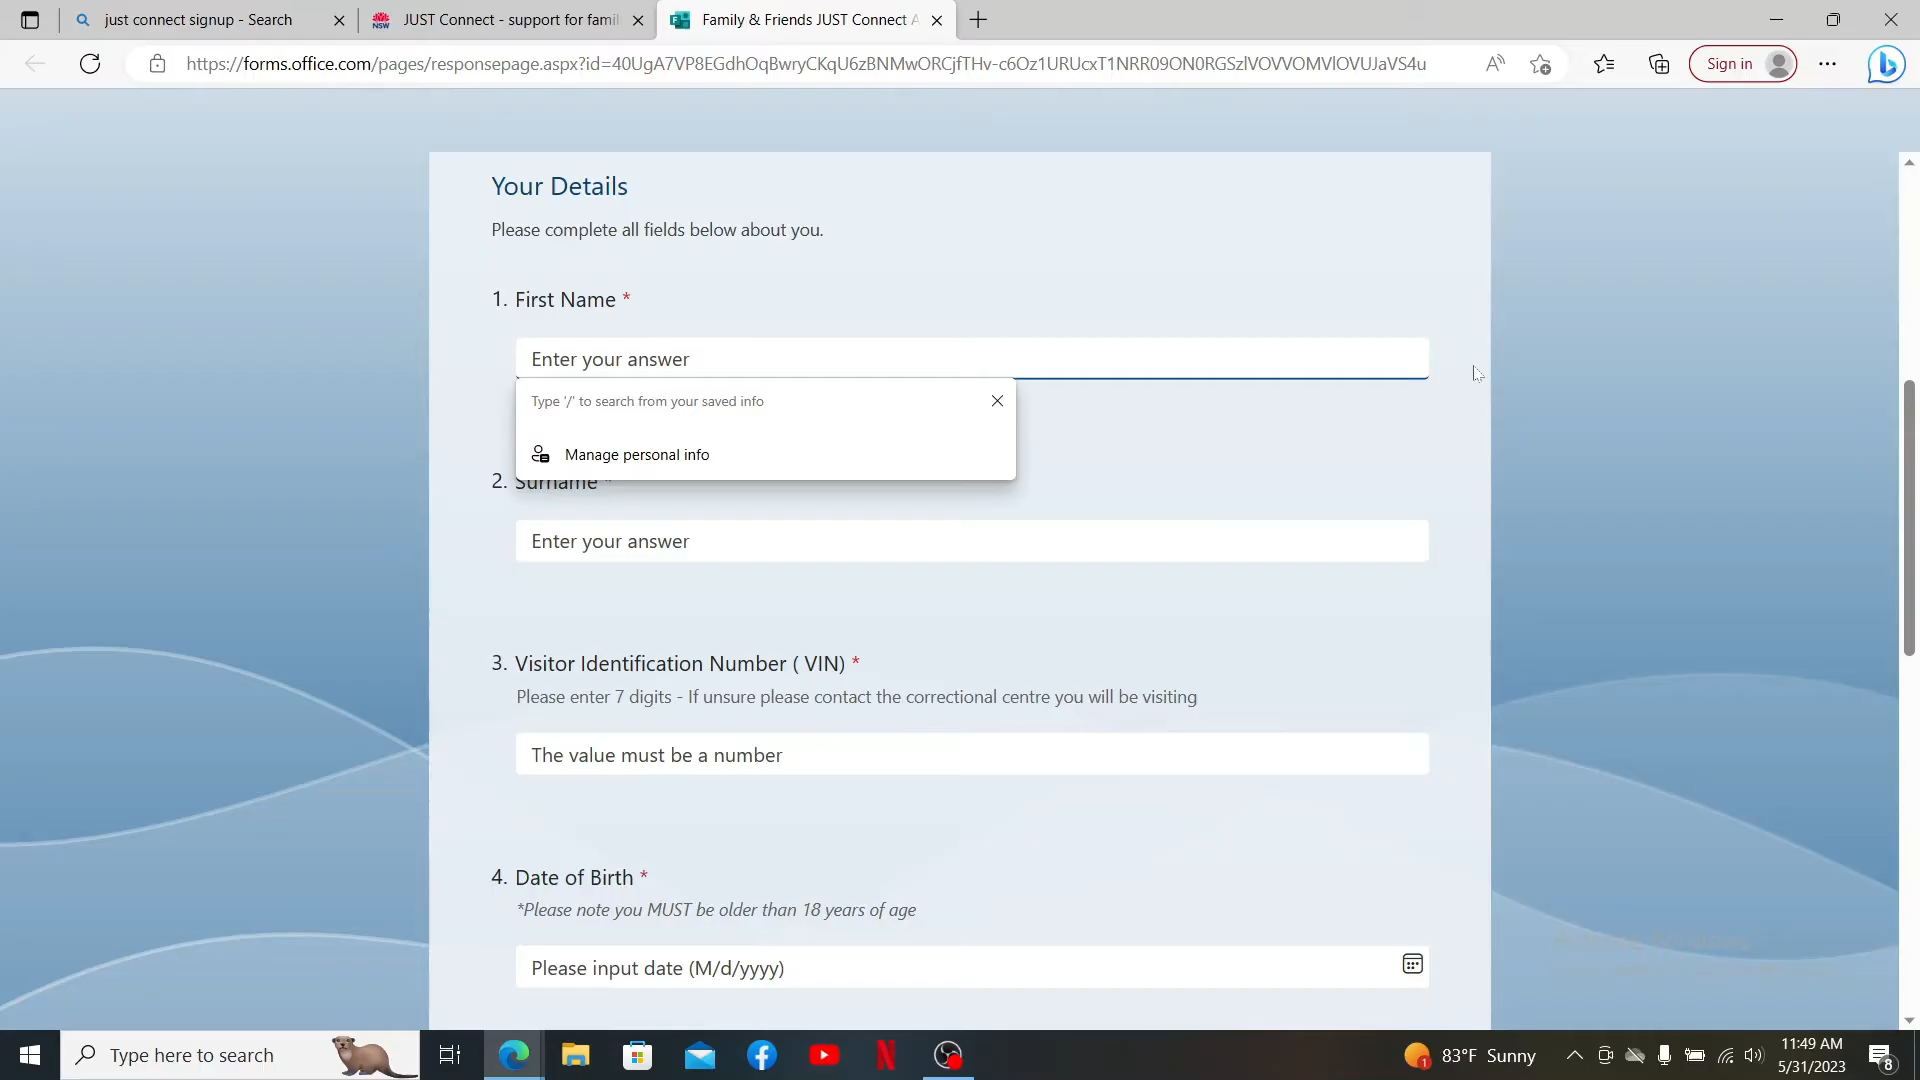 just connect signup - Search
JUST Connect - support for famil
Family & Friends JUST Connect A
https://forms.office.com/pages/responsepage.aspx?id=40UgA7VP8EGdhOqBwryCKqU6zBNMwORCjfTHv-c6Oz1URUcxT1NRR09ON0RGSzlVOVVOMVlOVUJaVS4u
Sign in
Your Details
Please complete all fields below about you.
1. First Name *
Enter your answer
Type '/' to search from your saved info
Manage personal info
2. Surname *
Enter your answer
3. Visitor Identification Number ( VIN) *
Please enter 7 digits - If unsure please contact the correctional centre you will be visiting
The value must be a number
4. Date of Birth *
*Please note you MUST be older than 18 years of age
Please input date (M/d/yyyy)
Type here to search
1
83°F Sunny
11:49 AM
5/31/2023
8